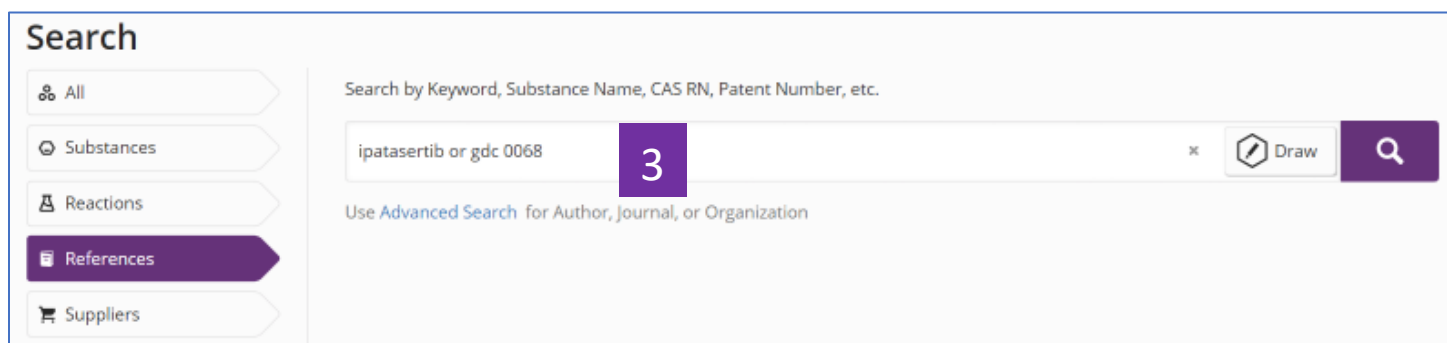 Search
All
Search by Keyword, Substance Name, CAS RN, Patent Number, etc.
Substances
ipatasertib or gdc 0068
3
Draw
Reactions
Use Advanced Search for Author, Journal, or Organization
References
Suppliers